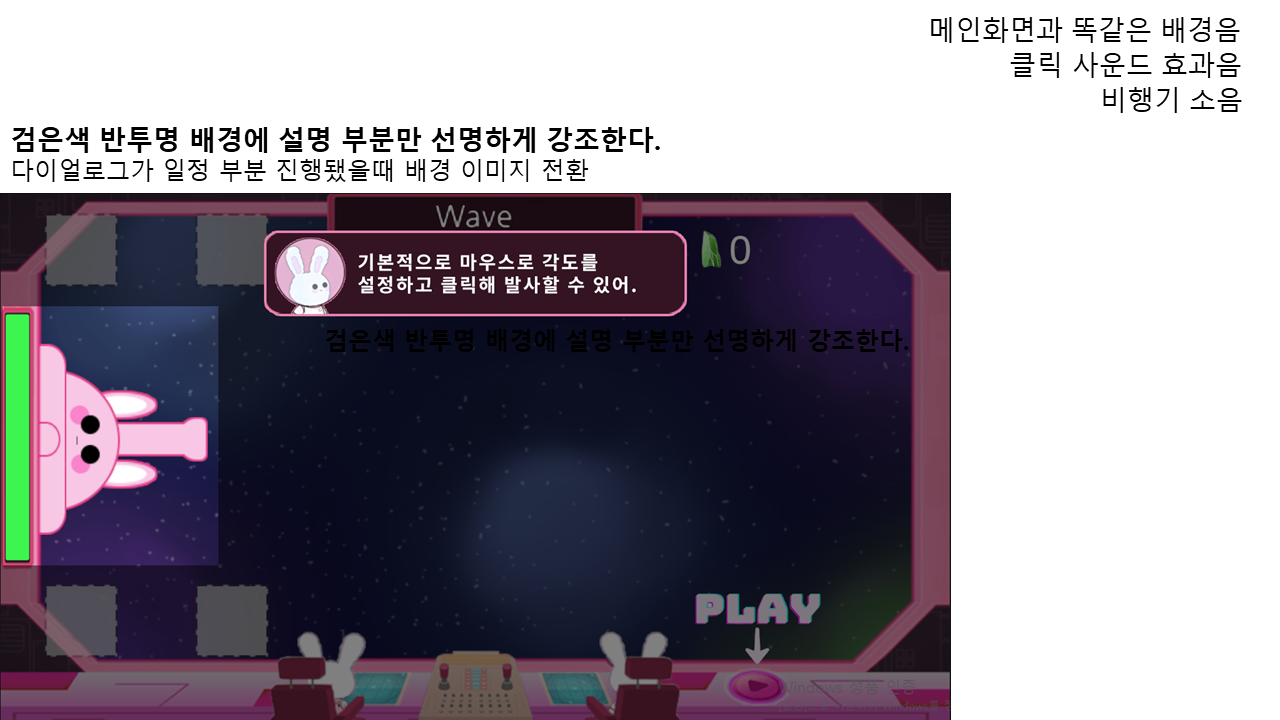 메인화면과 똑같은 배경음
클릭 사운드 효과음
비행기 소음
검은색 반투명 배경에 설명 부분만 선명하게 강조한다.
다이얼로그가 일정 부분 진행됐을때 배경 이미지 전환
Wave
0
기본적으로 마우스로 각도를
설정하고 클릭해 발사할 수 있어.
검은색 반투명 배경에 설명 부분만 선명하게 강조한다.
PLAY
Windows 정품 인증